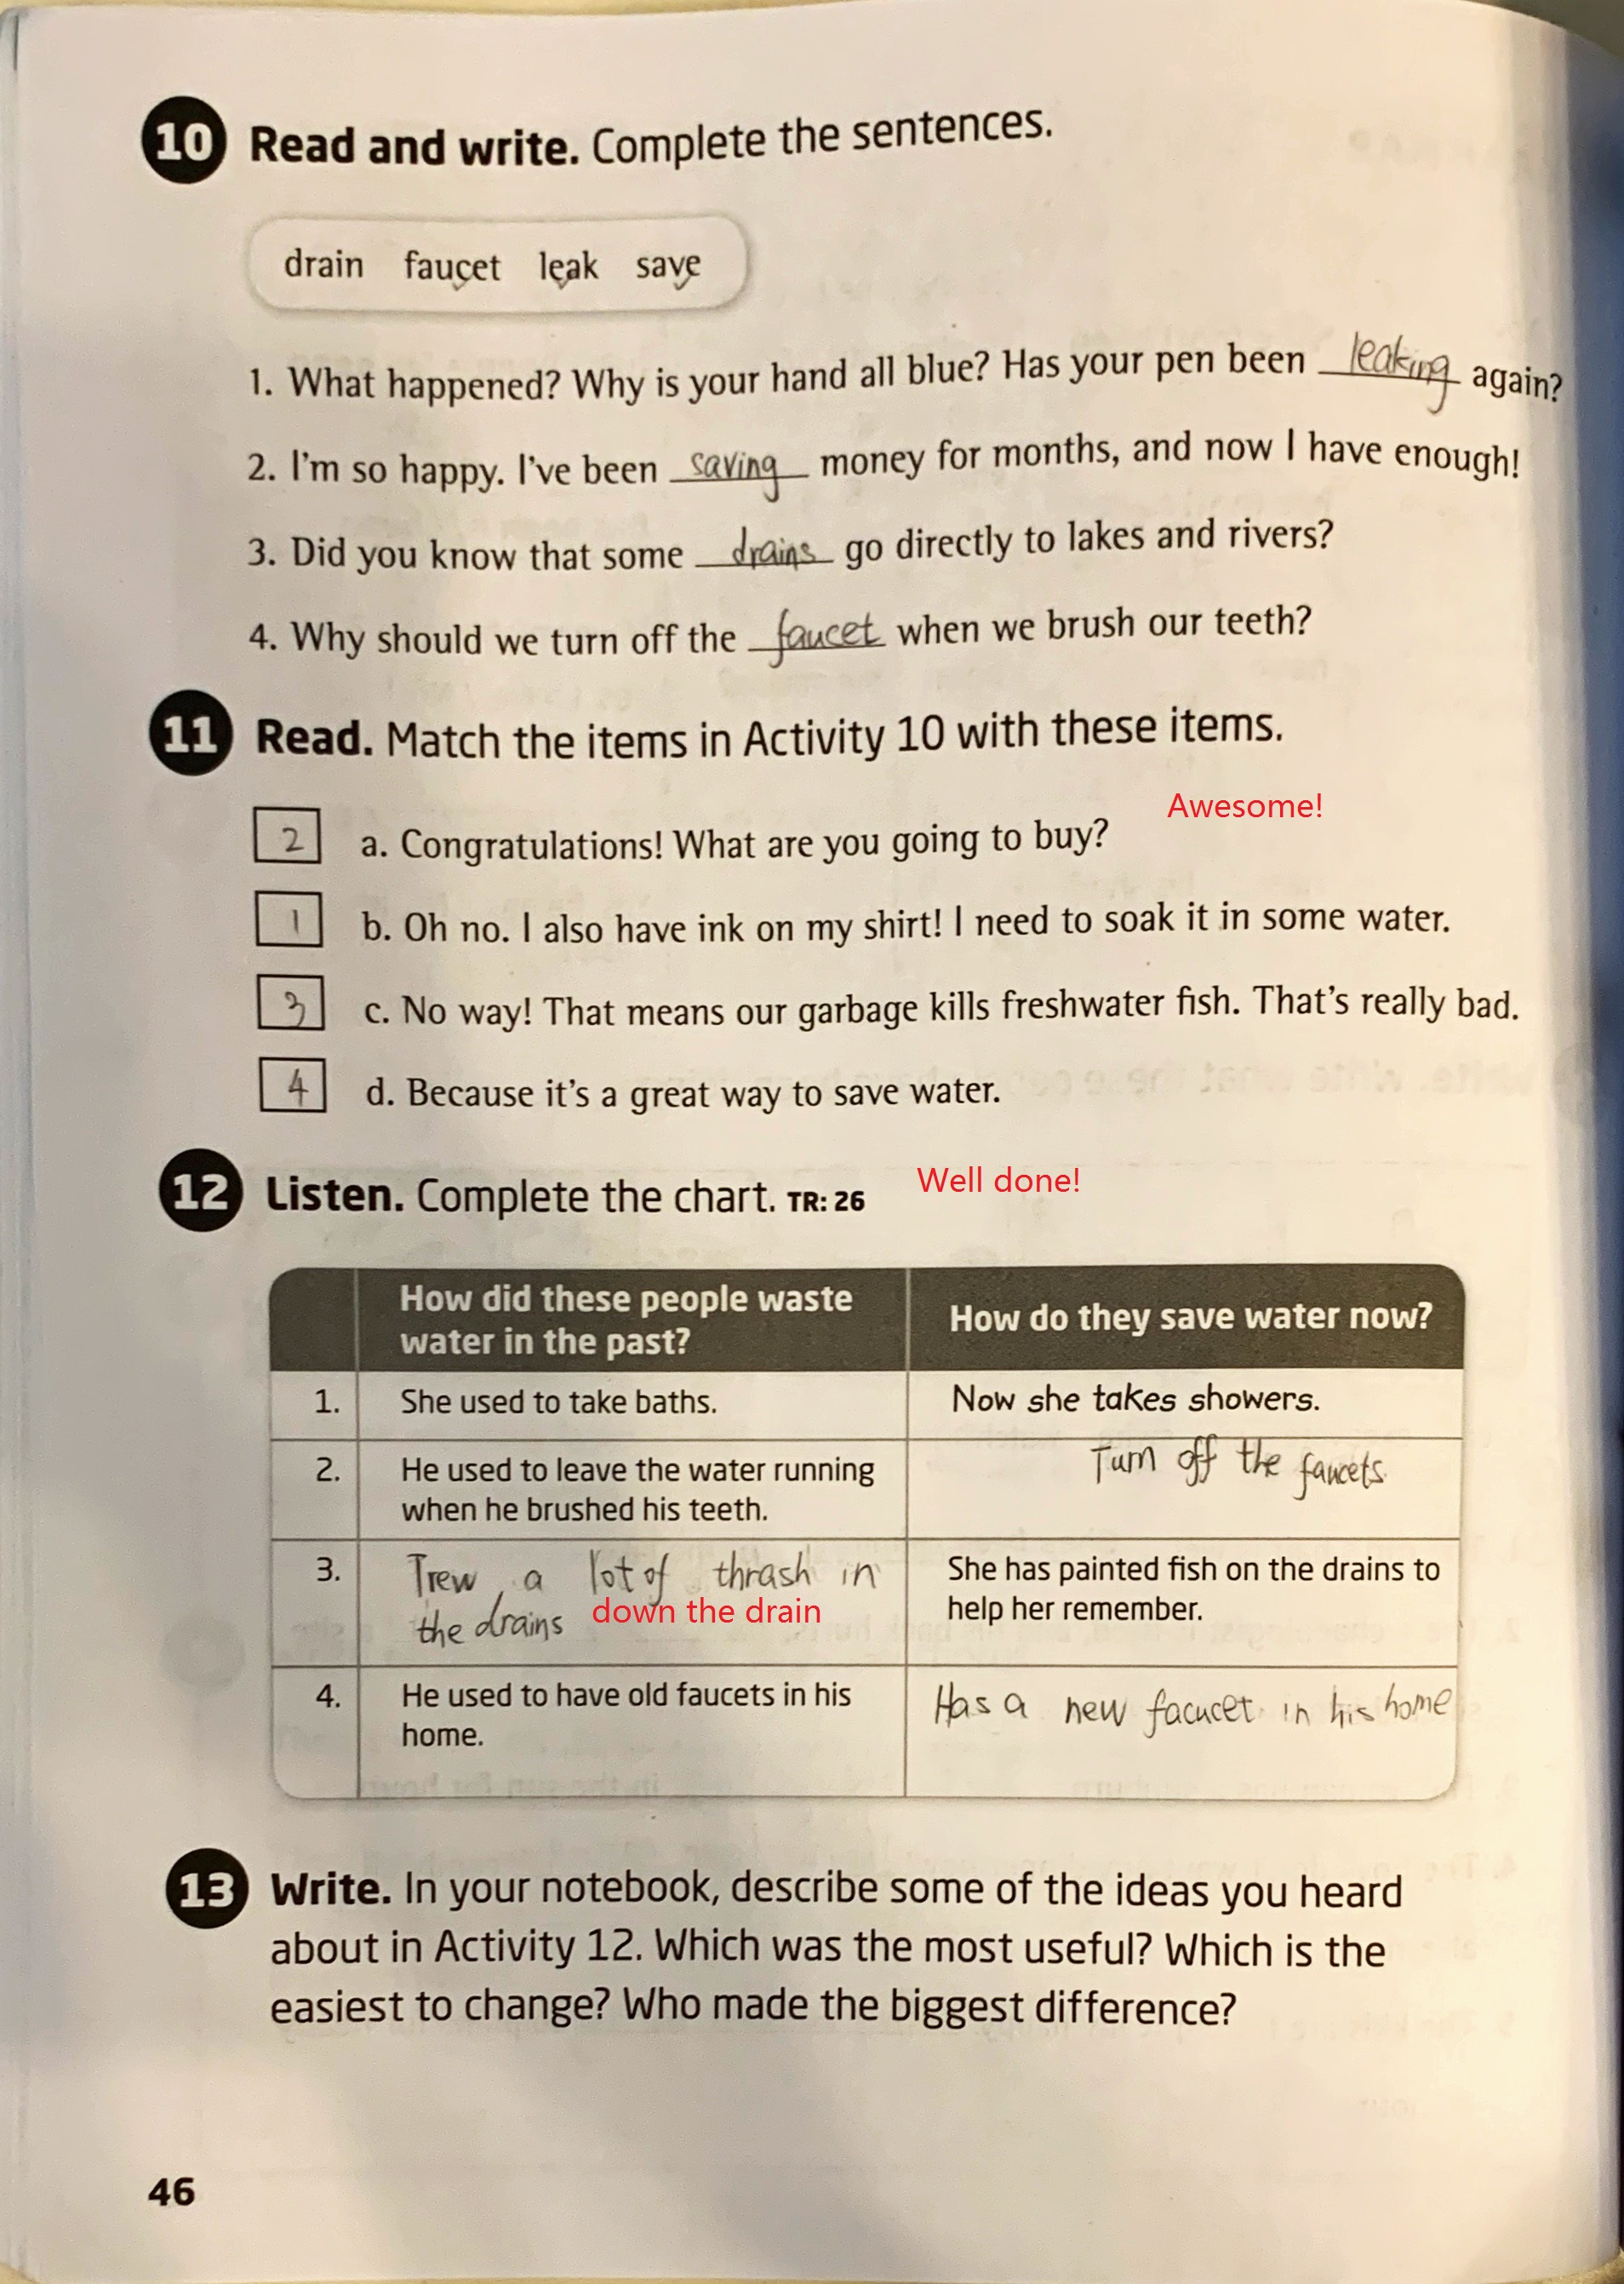 10 Read and write. Complete the sentences.
drain faucet leak save
1. What happened? Why is your hand all blue? Has your pen been leaking again?
2. I'm so happy. I've been saving money for months, and now I have enough!
3. Did you know that some drains go directly to lakes and rivers?
4. Why should we turn off the faucet when we brush our teeth?
11 Read. Match the items in Activity 10 with these items.
Awesome!
2 a. Congratulations! What are you going to buy?
1 b. Oh no. I also have ink on my shirt! I need to soak it in some water.
3 c. No way! That means our garbage kills freshwater fish. That's really bad.
4 d. Because it's a great way to save water.
12 Listen. Complete the chart. TR: 26
Well done!
How did these people waste
water in the past?
How do they save water now?
1. She used to take baths.
Now she takes showers.
2. He used to leave the water running
when he brushed his teeth.
Turn off the faucets.
3. Trew a lot of thrash in
the drains
down the drain
She has painted fish on the drains to
help her remember.
4. He used to have old faucets in his
home.
Has a new facucet in his home
13 Write. In your notebook, describe some of the ideas you heard
about in Activity 12. Which was the most useful? Which is the
easiest to change? Who made the biggest difference?
46